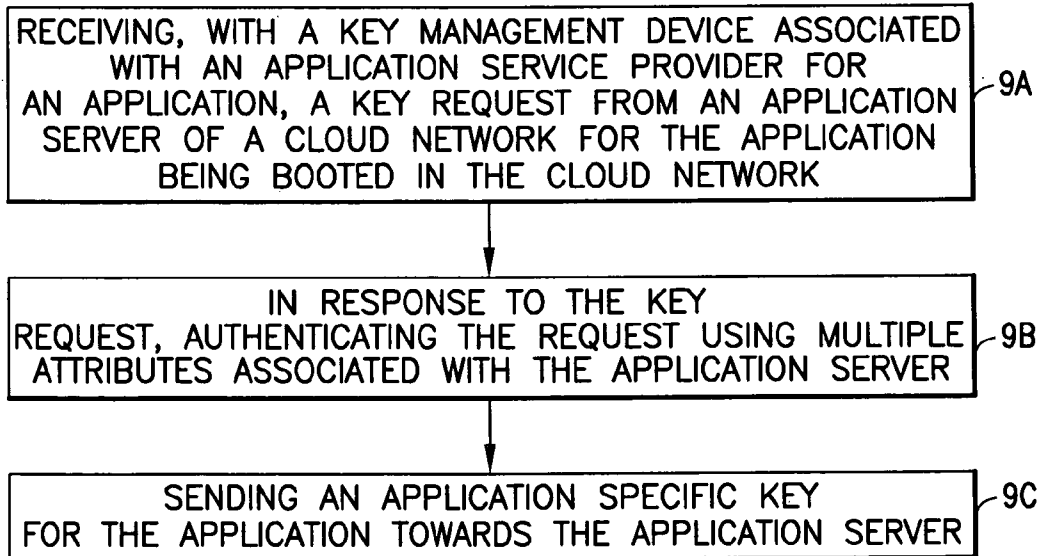 RECEIVING, WITH A KEY MANAGEMENT DEVICE ASSOCIATED
WITH AN APPLICATION SERVICE PROVIDER FOR
AN APPLICATION, A KEY REQUEST FROM AN APPLICATION
SERVER OF A CLOUD NETWORK FOR THE APPLICATION
BEING BOOTED IN THE CLOUD NETWORK
9A
IN RESPONSE TO THE KEY
REQUEST, AUTHENTICATING THE REQUEST USING MULTIPLE
ATTRIBUTES ASSOCIATED WITH THE APPLICATION SERVER
9B
SENDING AN APPLICATION SPECIFIC KEY
FOR THE APPLICATION TOWARDS THE APPLICATION SERVER
9C